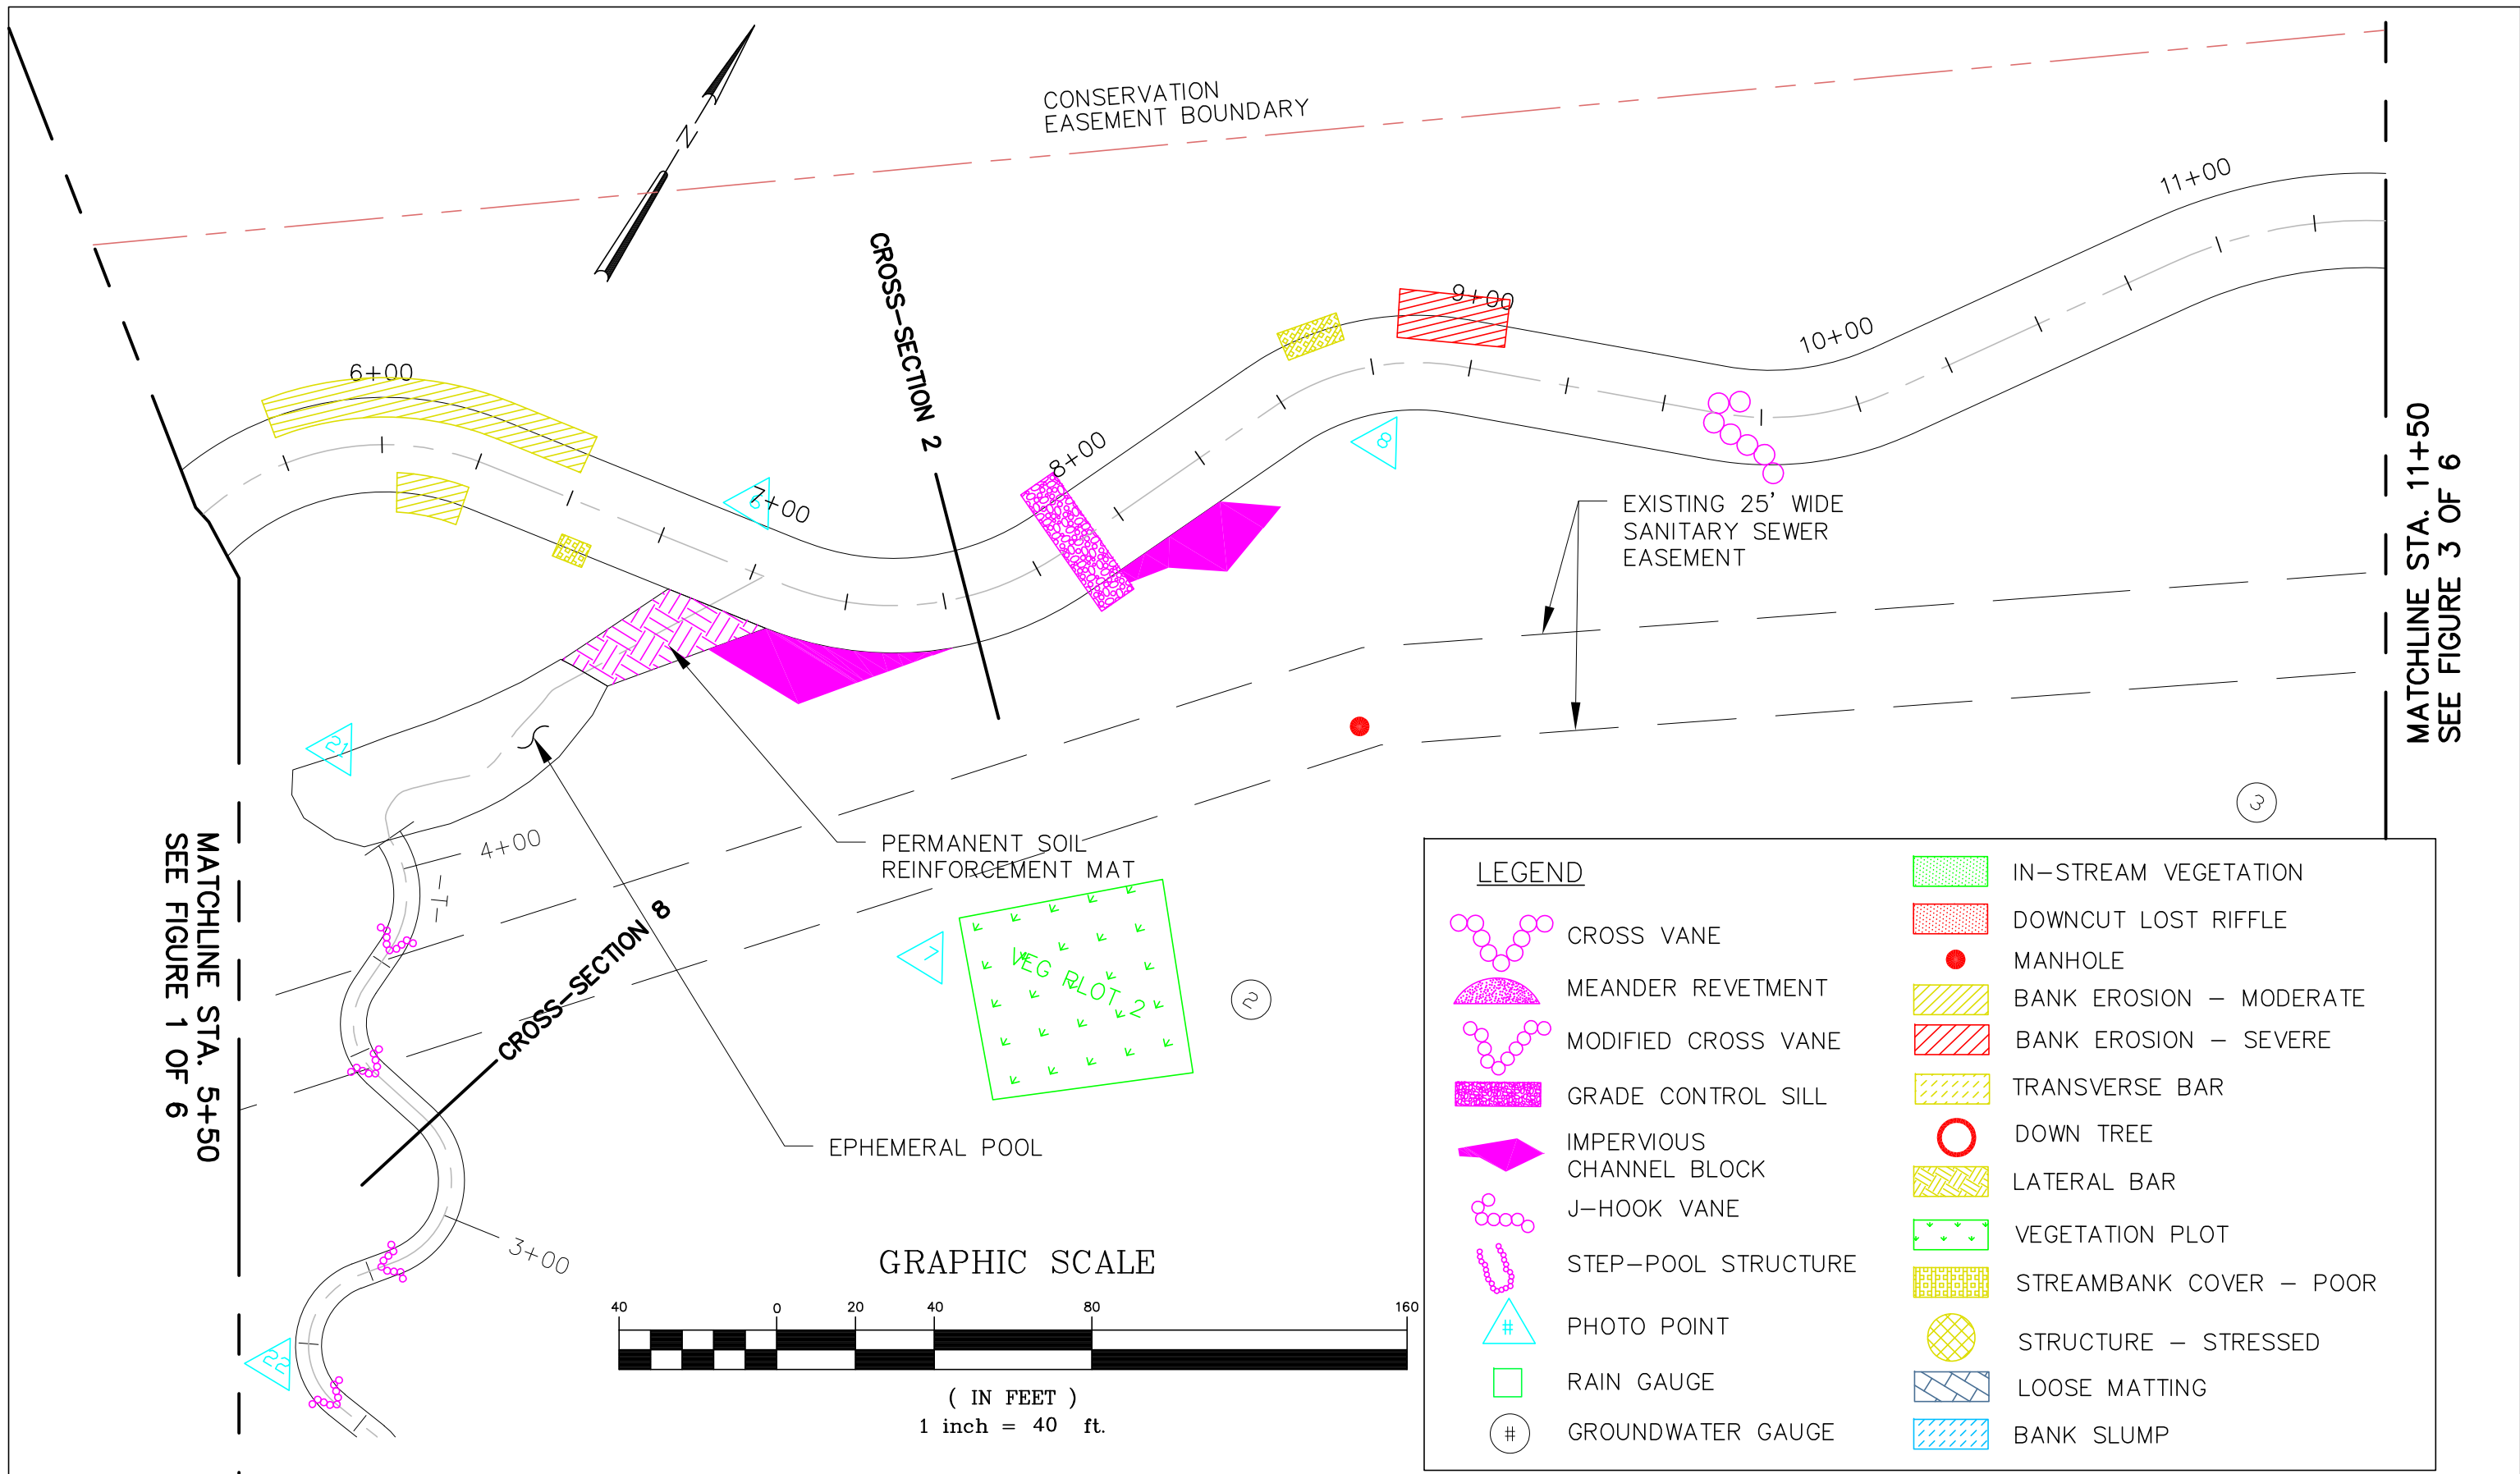 CONSERVATION
EASEMENT BOUNDARY
N
11+00
CROSS-SECTION 2
9+00
10+00
6+00
8+00
7+00
8
EXISTING 25' WIDE
SANITARY SEWER
EASEMENT
MATCHLINE STA. 11+50
SEE FIGURE 3 OF 6
21
3
MATCHLINE STA. 5+50
SEE FIGURE 1 OF 6
4+00
PERMANENT SOIL
REINFORCEMENT MAT
CROSS-SECTION 8
7
VEG PLOT 2
2
EPHEMERAL POOL
3+00
22
GRAPHIC SCALE
40 0 20 40 80 160
( IN FEET )
1 inch = 40 ft.
LEGEND
CROSS VANE
MEANDER REVETMENT
MODIFIED CROSS VANE
GRADE CONTROL SILL
IMPERVIOUS
CHANNEL BLOCK
J-HOOK VANE
STEP-POOL STRUCTURE
# PHOTO POINT
RAIN GAUGE
# GROUNDWATER GAUGE
IN-STREAM VEGETATION
DOWNCUT LOST RIFFLE
MANHOLE
BANK EROSION - MODERATE
BANK EROSION - SEVERE
TRANSVERSE BAR
DOWN TREE
LATERAL BAR
VEGETATION PLOT
STREAMBANK COVER - POOR
STRUCTURE - STRESSED
LOOSE MATTING
BANK SLUMP